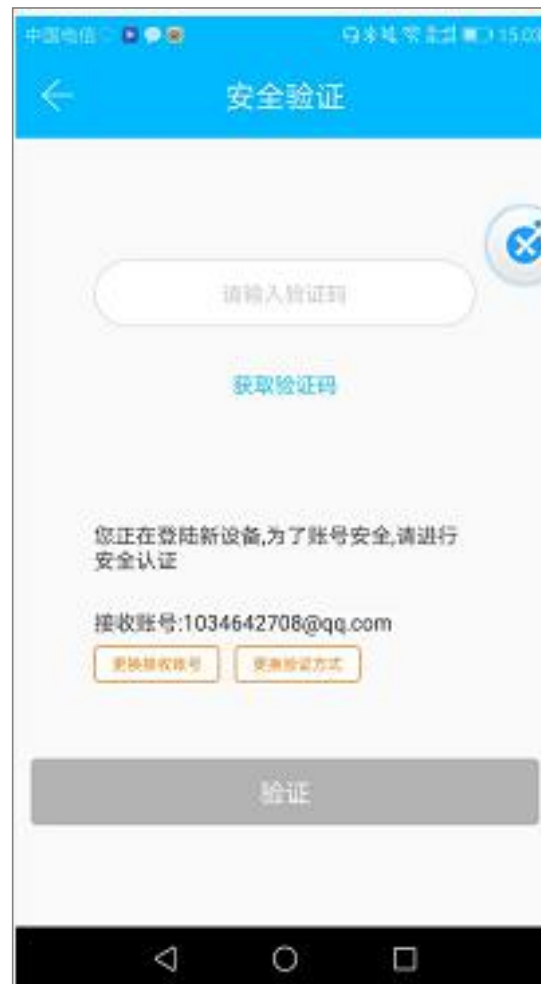 中国电信 15:03
安全验证
请输入验证码
获取验证码
您正在登陆新设备,为了账号安全,请进行
安全认证
接收账号:1034642708@qq.com
更换接收账号 更换验证方式
验证